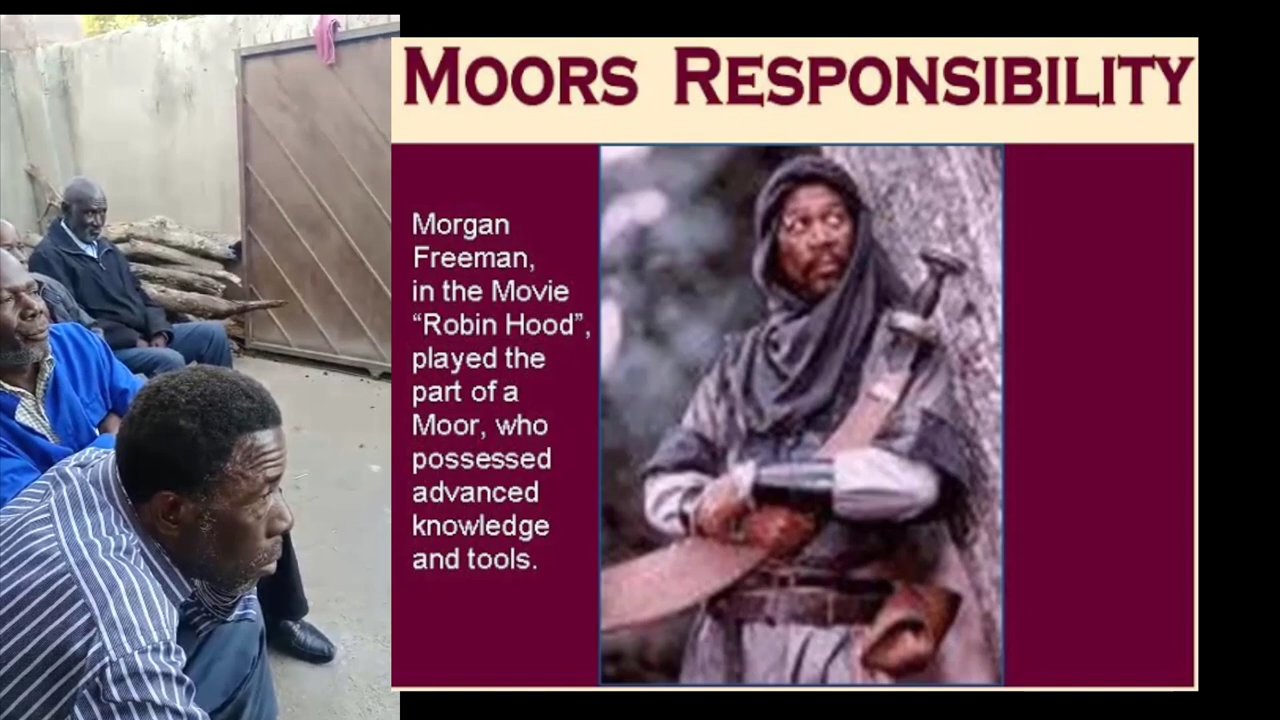 MOORS RESPONSIBILITY
Morgan
Freeman,
in the Movie
“Robin Hood”,
played the
part of a
Moor, who
possessed
advanced
knowledge
and tools.